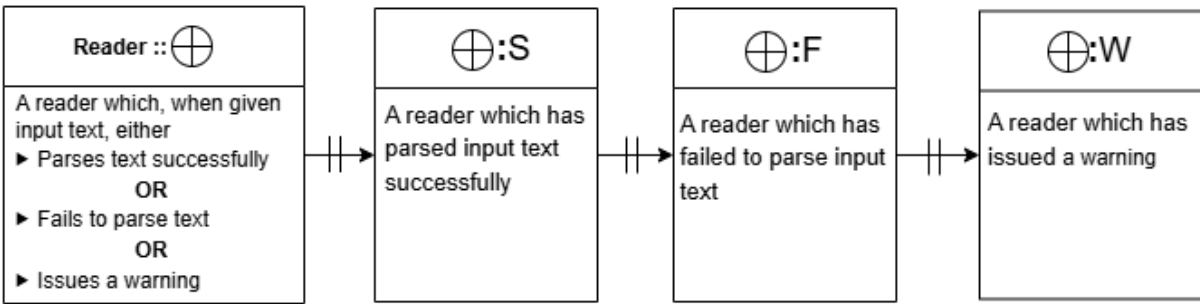 Reader :: ⊕
A reader which, when given
input text, either
▶ Parses text successfully
OR
▶ Fails to parse text
OR
▶ Issues a warning
⊕:S
A reader which has
parsed input text
successfully
⊕:F
A reader which has
failed to parse input
text
⊕:W
A reader which has
issued a warning